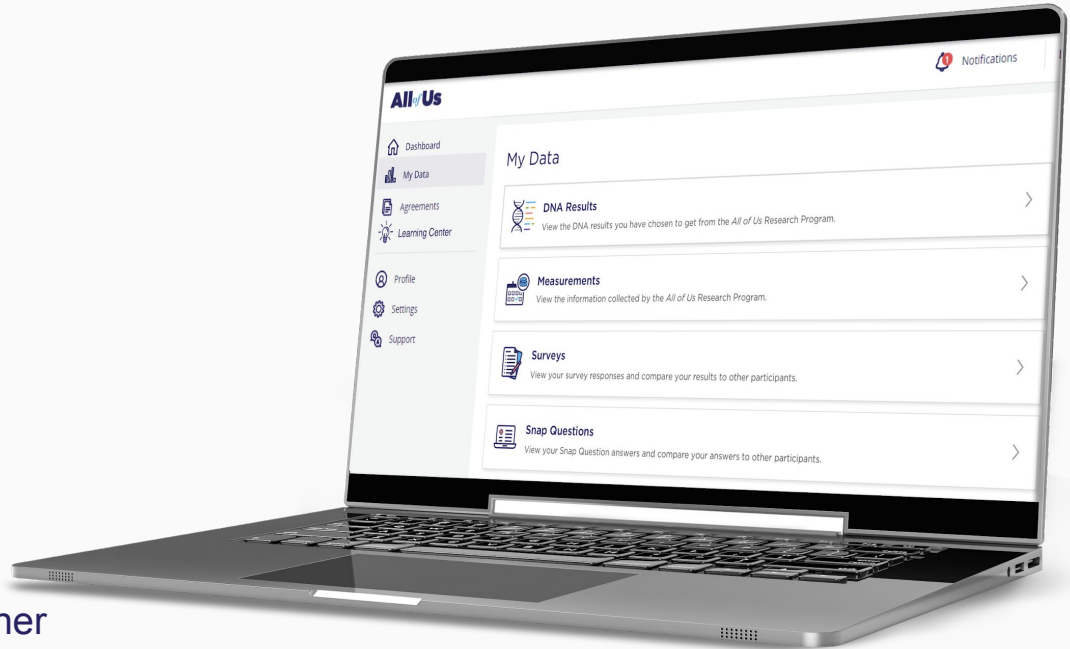 Notifications
All of Us
Dashboard
My Data
Agreements
Learning Center
Profile
Settings
Support
My Data
DNA Results
View the DNA results you have chosen to get from the All of Us Research Program.
Measurements
View the information collected by the All of Us Research Program.
Surveys
View your survey responses and compare your results to other participants.
Snap Questions
View your Snap Question answers and compare your answers to other participants.